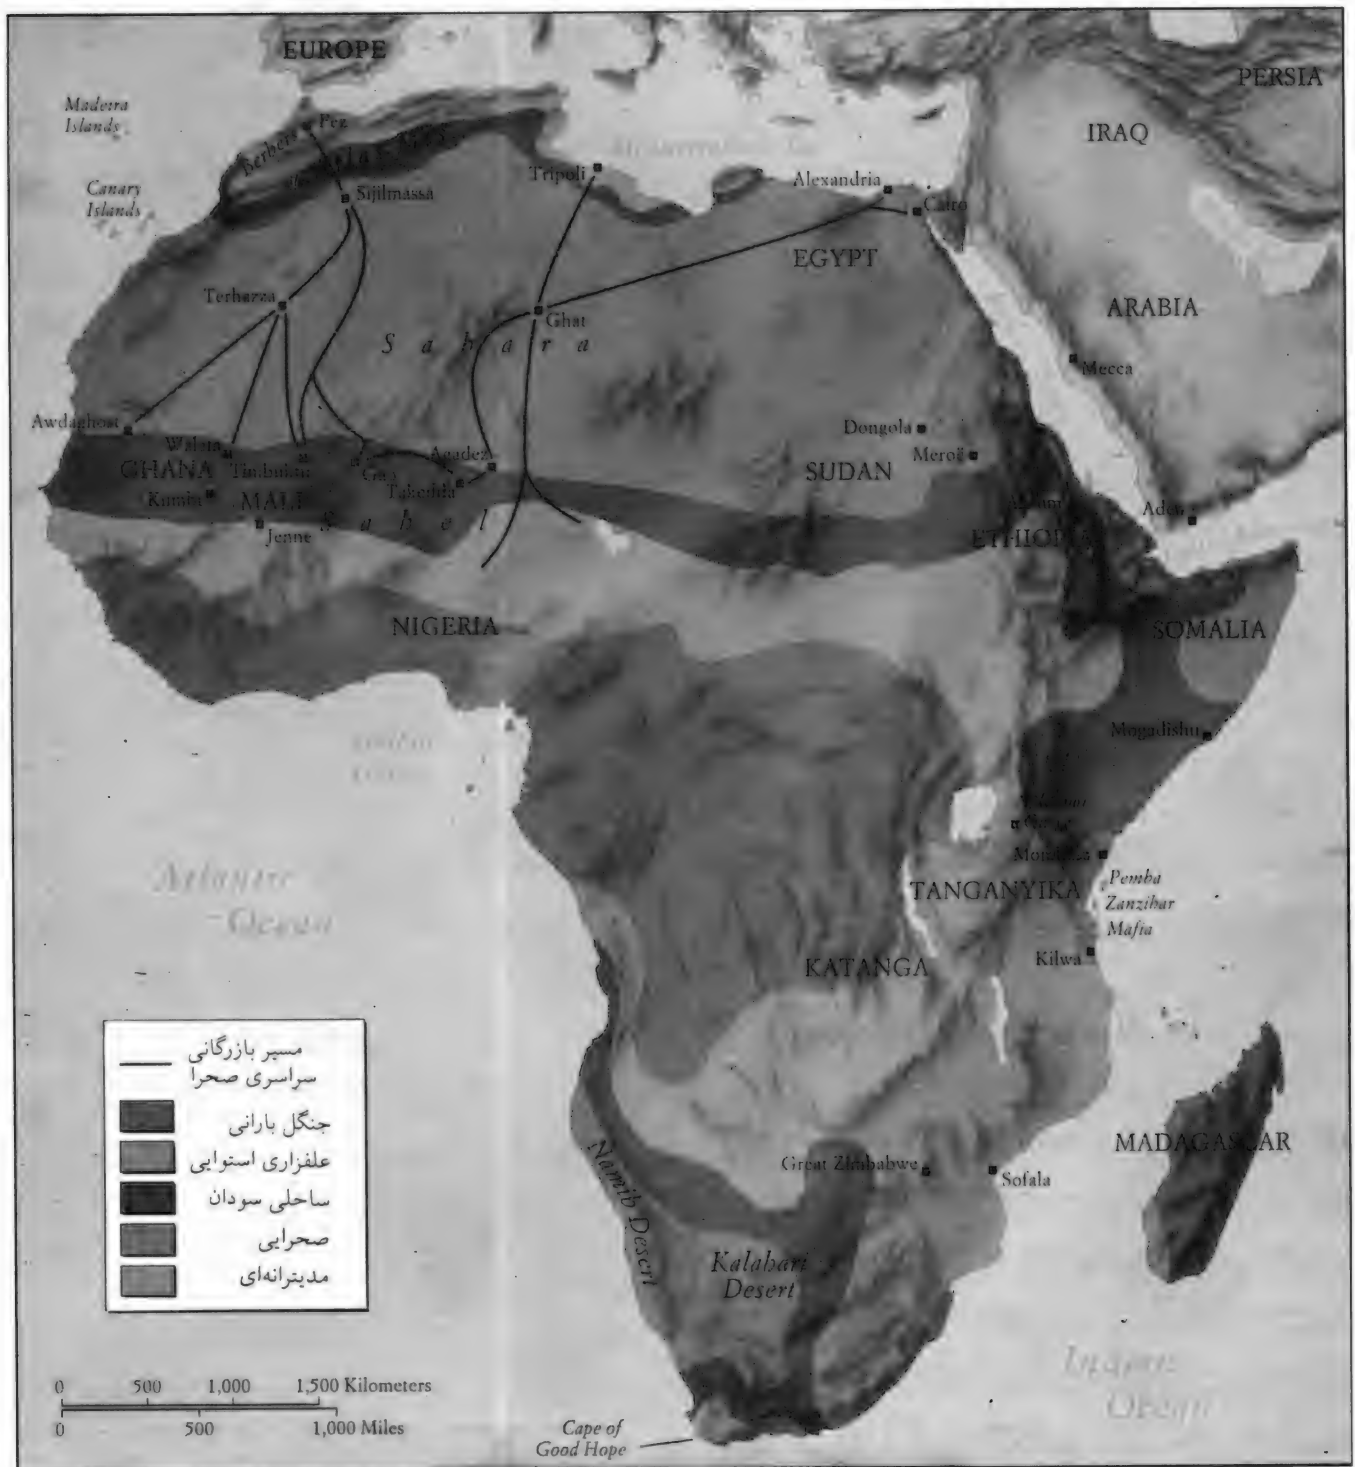 EUROPE
PERSIA
Madeira
Islands
Pez
IRAQ
Berbers
Tripoli
Alexandria
Canary
Islands
Sijilmassa
Cairo
EGYPT
Terhazza
ARABIA
Ghat
Sahara
Mecca
Awdaghost
Dongola
Walata
Agadez
Meroë
GHANA
Timbuktu
Gao
SUDAN
Takedda
Kumbi
MALI
Sahel
Aden
Jenne
ETHIOPIA
NIGERIA
SOMALIA
Mogadishu
Mombasa
Pemba
TANGANYIKA
Zanzibar
Mafia
Atlantic
Ocean
Kilwa
KATANGA
مسیر بازرگانی
سراسری صحرا
جنگل بارانی
علفزاری استوایی
ساحلی سودان
صحرایی
مدیترانه‌ای
MADAGASCAR
Great Zimbabwe
Sofala
Namib Desert
Kalahari
Desert
Indian
Ocean
0 500 1,000 1,500 Kilometers
0 500 1,000 Miles
Cape of
Good Hope